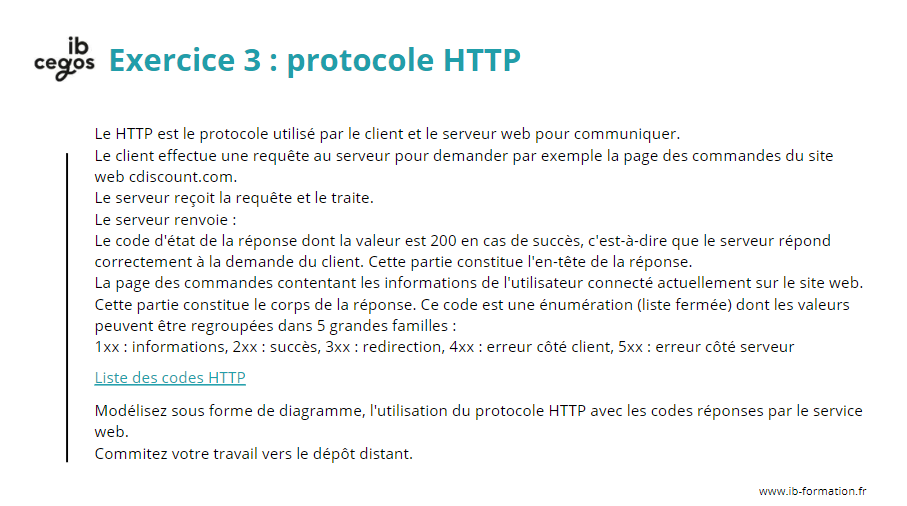 ib
cegos
Exercice 3 : protocole HTTP
Le HTTP est le protocole utilisé par le client et le serveur web pour communiquer.
Le client effectue une requête au serveur pour demander par exemple la page des commandes du site
web cdiscount.com.
Le serveur reçoit la requête et le traite.
Le serveur renvoie :
Le code d'état de la réponse dont la valeur est 200 en cas de succès, c'est-à-dire que le serveur répond
correctement à la demande du client. Cette partie constitue l'en-tête de la réponse.
La page des commandes contentant les informations de l'utilisateur connecté actuellement sur le site web.
Cette partie constitue le corps de la réponse. Ce code est une énumération (liste fermée) dont les valeurs
peuvent être regroupées dans 5 grandes familles :
1xx : informations, 2xx : succès, 3xx : redirection, 4xx : erreur côté client, 5xx : erreur côté serveur
Liste des codes HTTP
Modélisez sous forme de diagramme, l'utilisation du protocole HTTP avec les codes réponses par le service
web.
Commitez votre travail vers le dépôt distant.
www.ib-formation.fr